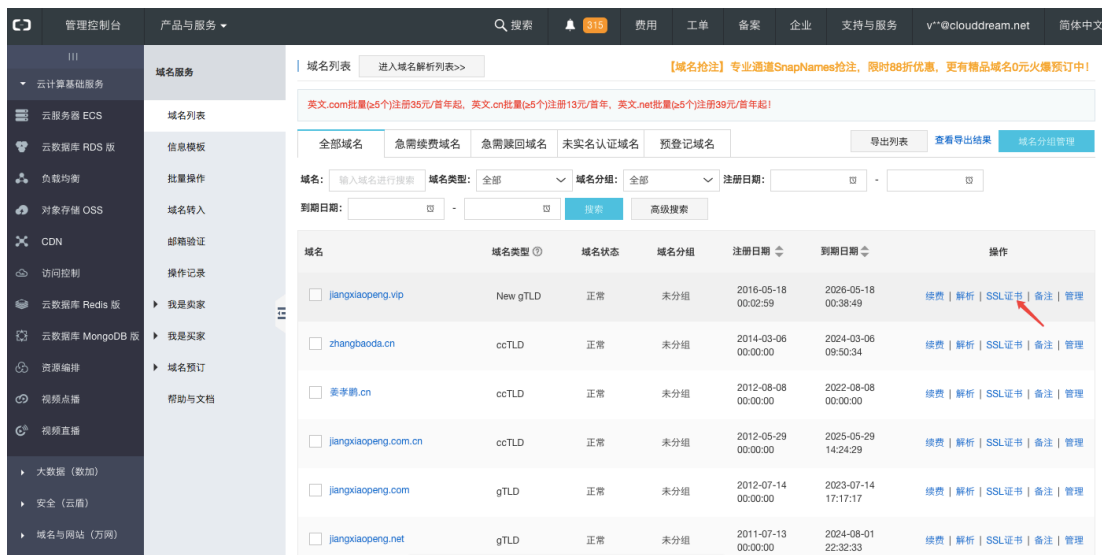 管理控制台 产品与服务 搜索 315 费用 工单 备案 企业 支持与服务 v**@clouddream.net 简体中文
云计算基础服务
云服务器 ECS
云数据库 RDS 版
负载均衡
对象存储 OSS
CDN
访问控制
云数据库 Redis 版
云数据库 MongoDB 版
资源编排
视频点播
视频直播
大数据（数加）
安全（云盾）
域名与网站（万网）
域名服务
域名列表
信息模板
批量操作
域名转入
邮箱验证
操作记录
我是卖家
我是买家
域名预订
帮助与文档
域名列表 进入域名解析列表>> 【域名抢注】专业通道SnapNames抢注，限时88折优惠，更有精品域名0元火爆预订中！
英文.com批量(≥5个)注册35元/首年起，英文.cn批量(≥5个)注册13元/首年，英文.net批量(≥5个)注册39元/首年起！
全部域名 急需续费域名 急需赎回域名 未实名认证域名 预登记域名 导出列表 查看导出结果 域名分组管理
域名： 输入域名进行搜索 域名类型： 全部 域名分组： 全部 注册日期： -
到期日期： - 搜索 高级搜索
域名 域名类型 域名状态 域名分组 注册日期 到期日期 操作
jiangxiaopeng.vip New gTLD 正常 未分组 2016-05-18 00:02:59 2026-05-18 00:38:49 续费 | 解析 | SSL证书 | 备注 | 管理
zhangbaoda.cn ccTLD 正常 未分组 2014-03-06 00:00:00 2024-03-06 09:50:34 续费 | 解析 | SSL证书 | 备注 | 管理
姜孝鹏.cn ccTLD 正常 未分组 2012-08-08 00:00:00 2022-08-08 00:00:00 续费 | 解析 | SSL证书 | 备注 | 管理
jiangxiaopeng.com.cn ccTLD 正常 未分组 2012-05-29 00:00:00 2025-05-29 14:24:29 续费 | 解析 | SSL证书 | 备注 | 管理
jiangxiaopeng.com gTLD 正常 未分组 2012-07-14 00:00:00 2023-07-14 17:17:17 续费 | 解析 | SSL证书 | 备注 | 管理
jiangxiaopeng.net gTLD 正常 未分组 2011-07-13 00:00:00 2024-08-01 22:32:33 续费 | 解析 | SSL证书 | 备注 | 管理